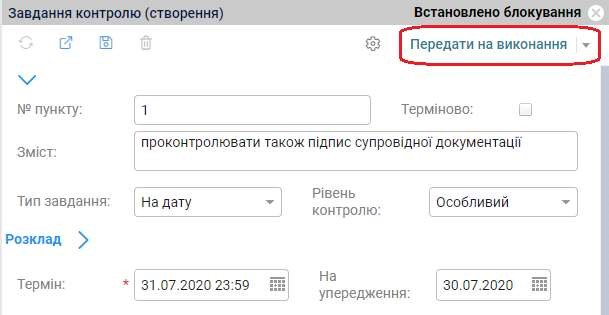 Завдання контролю (створення) Встановлено блокування
Передати на виконання
№ пункту: 1 Терміново:
Зміст: проконтролювати також підпис супровідної документації
Тип завдання: На дату Рівень контролю: Особливий
Розклад
Термін: * 31.07.2020 23:59 На упередження: 30.07.2020